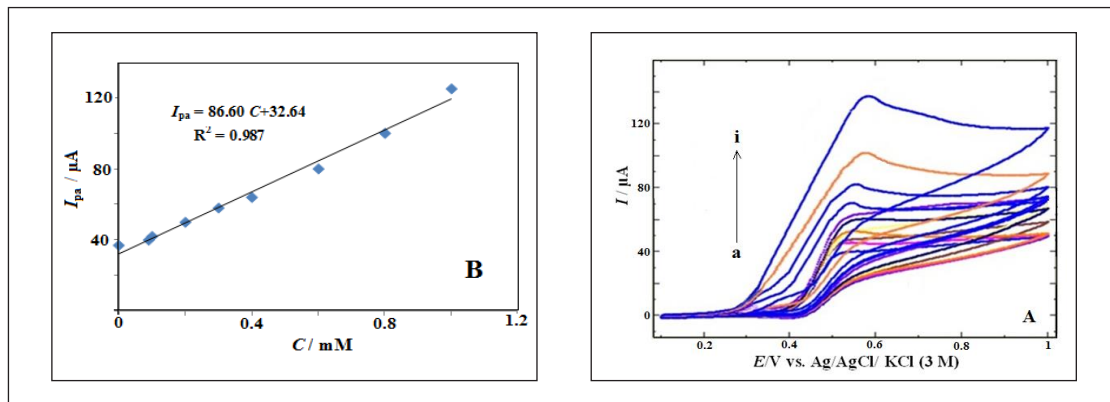 120
80
40
0
0.4
0.8
1.2
I_pa / µA
C / mM
I_pa = 86.60 C+32.64
R² = 0.987
B
120
80
40
0
0.2
0.4
0.6
0.8
1
I / µA
E/V vs. Ag/AgCl/ KCl (3 M)
i
a
A